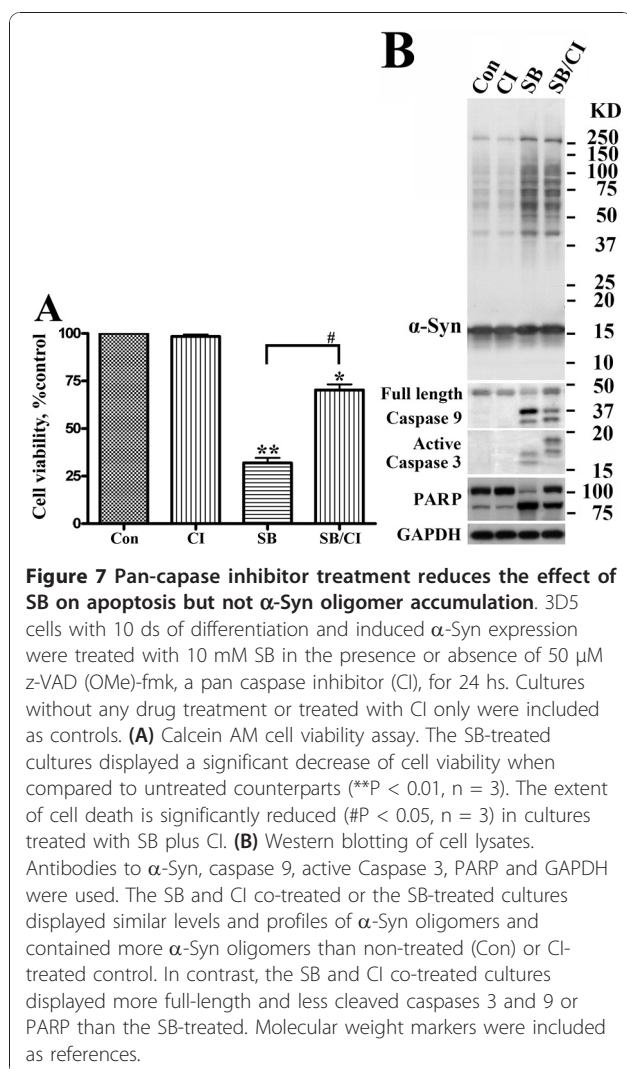 B
Con CI SB SB/CI
KD
250
150
100
75
50
37
25
20
α-Syn
15
10
50
Full length
37
Caspase 9
20
Active
Caspase 3
15
PARP
100
75
GAPDH
A
Cell viability, %control
100
75
50
25
0
#
*
**
Con CI SB SB/CI
Figure 7 Pan-capase inhibitor treatment reduces the effect of
SB on apoptosis but not α-Syn oligomer accumulation. 3D5
cells with 10 ds of differentiation and induced α-Syn expression
were treated with 10 mM SB in the presence or absence of 50 μM
z-VAD (OMe)-fmk, a pan caspase inhibitor (CI), for 24 hs. Cultures
without any drug treatment or treated with CI only were included
as controls. (A) Calcein AM cell viability assay. The SB-treated
cultures displayed a significant decrease of cell viability when
compared to untreated counterparts (**P < 0.01, n = 3). The extent
of cell death is significantly reduced (#P < 0.05, n = 3) in cultures
treated with SB plus CI. (B) Western blotting of cell lysates.
Antibodies to α-Syn, caspase 9, active Caspase 3, PARP and GAPDH
were used. The SB and CI co-treated or the SB-treated cultures
displayed similar levels and profiles of α-Syn oligomers and
contained more α-Syn oligomers than non-treated (Con) or CI-
treated control. In contrast, the SB and CI co-treated cultures
displayed more full-length and less cleaved caspases 3 and 9 or
PARP than the SB-treated. Molecular weight markers were included
as references.